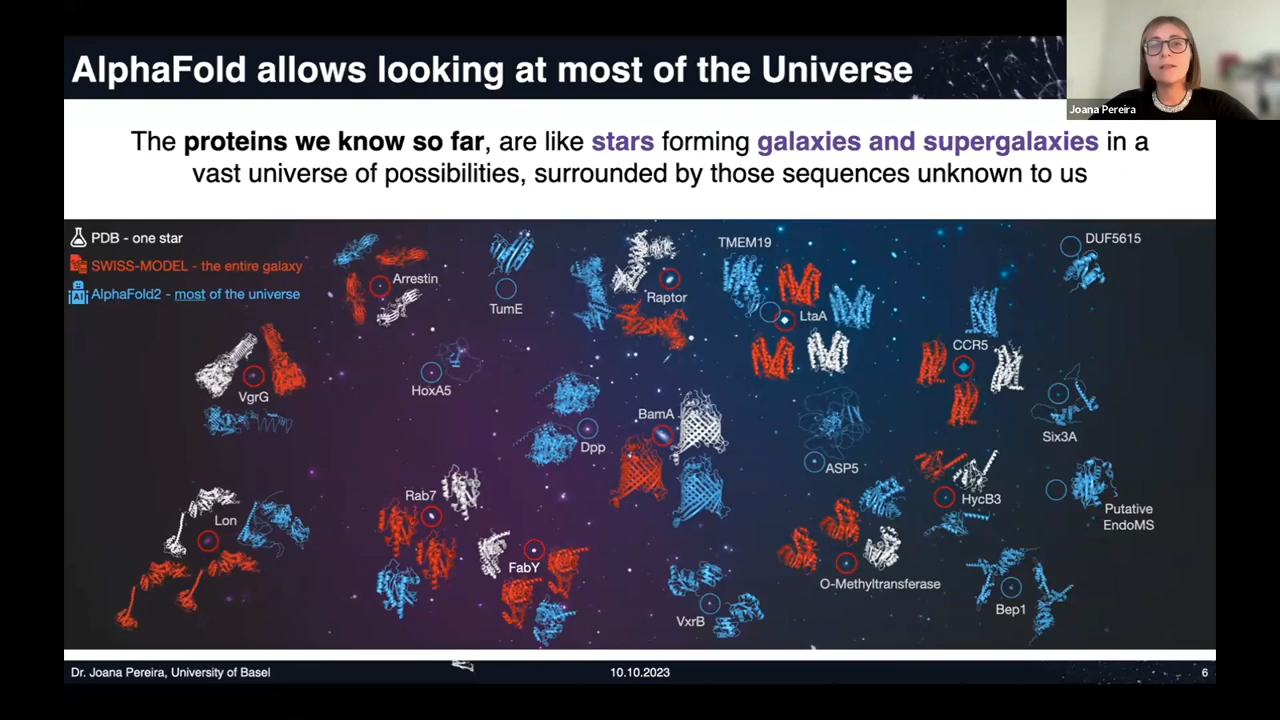 AlphaFold allows looking at most of the Universe
Joana Pereira
The proteins we know so far, are like stars forming galaxies and supergalaxies in a
vast universe of possibilities, surrounded by those sequences unknown to us
PDB - one star
SWISS-MODEL - the entire galaxy
AI
AlphaFold2 - most of the universe
Arrestin
TumE
Raptor
TMEM19
LtaA
DUF5615
CCR5
VgrG
HoxA5
Dpp
BamA
ASP5
Six3A
Lon
Rab7
FabY
VxrB
O-Methyltransferase
HycB3
Putative
EndoMS
Bep1
Dr. Joana Pereira, University of Basel
10.10.2023
6